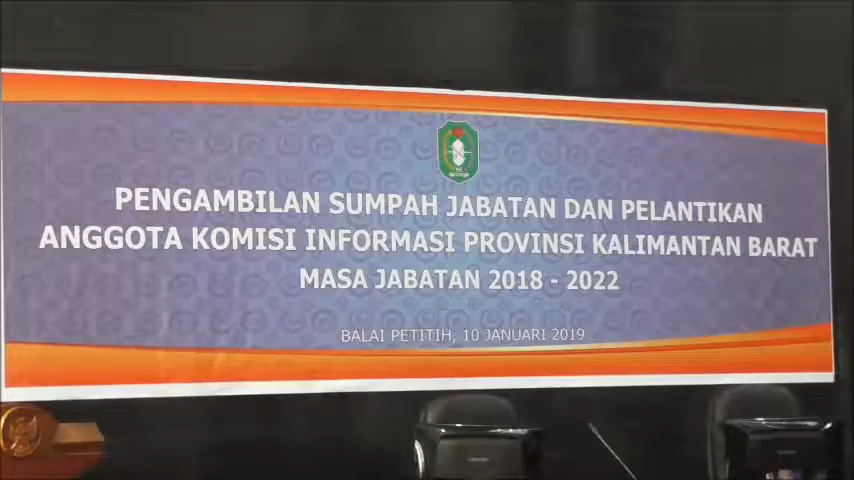 PENGAMBILAN SUMPAH JABATAN DAN PELANTIKAN
ANGGOTA KOMISI INFORMASI PROVINSI KALIMANTAN BARAT
MASA JABATAN 2018 - 2022
BALAI PETITIH, 10 JANUARI 2019